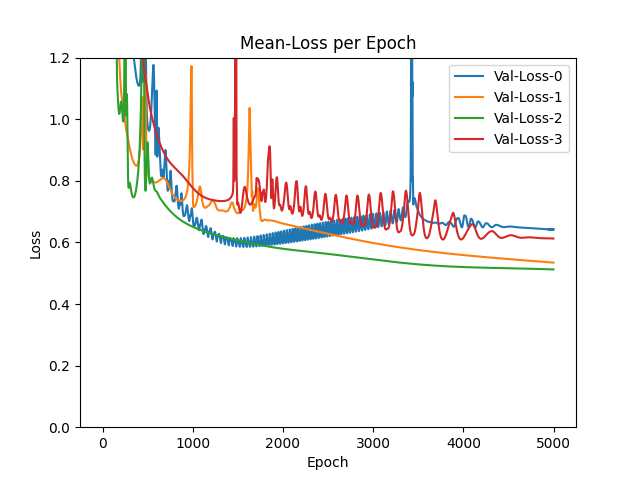 Mean-Loss per Epoch
1.2
1.0
0.8
0.6
0.4
0.2
0.0
Loss
Val-Loss-0
Val-Loss-1
Val-Loss-2
Val-Loss-3
0 1000 2000 3000 4000 5000
Epoch